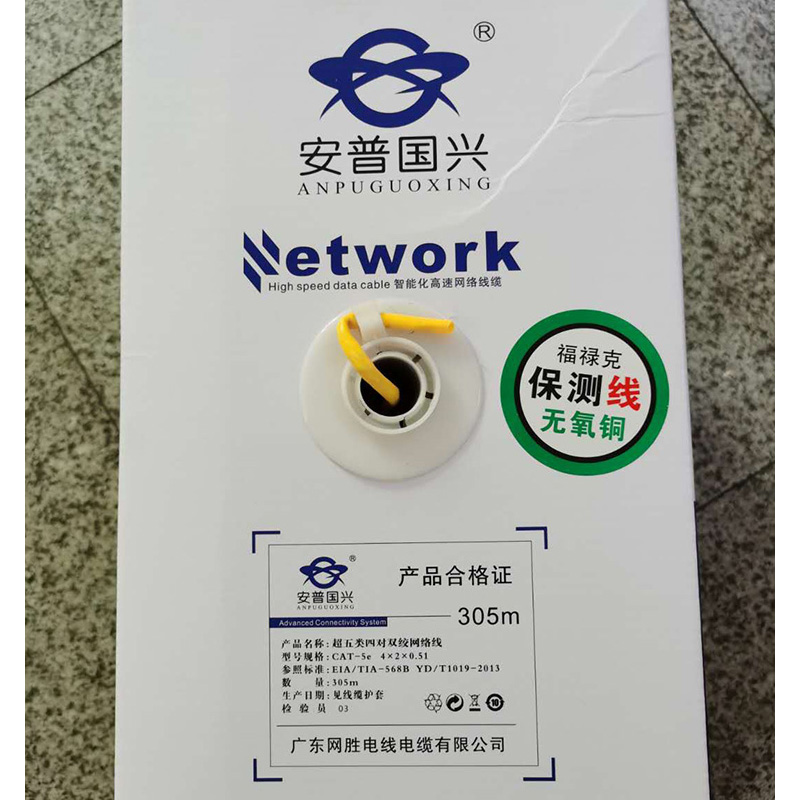 ®
安普国兴
ANPUGUOXING
Network
High speed data cable 智能化高速网络线缆
福禄克
保测线
无氧铜
®
安普国兴
ANPUGUOXING
产品合格证
Advanced Connectivity System
305m
产品名称: 超五类四对双绞网络线
型号规格: CAT-5e 4×2×0.51
参照标准: EIA/TIA-568B YD/T1019-2013
数 量: 305m
生产日期: 见线缆护套
检 验 员 03
10
广东网胜电线电缆有限公司